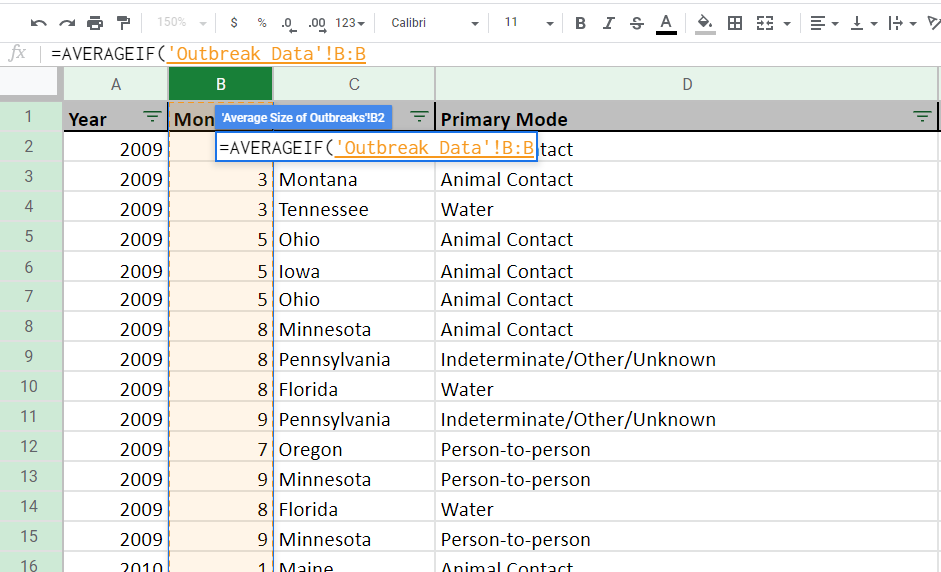 150% $ % .0 .00 123 Calibri 11 B I S A
fx =AVERAGEIF('Outbreak Data'!B:B
A B C D
1 Year Mon 'Average Size of Outbreaks'!B2 Primary Mode
2 2009 =AVERAGEIF('Outbreak Data'!B:B tact
3 2009 3 Montana Animal Contact
4 2009 3 Tennessee Water
5 2009 5 Ohio Animal Contact
6 2009 5 Iowa Animal Contact
7 2009 5 Ohio Animal Contact
8 2009 8 Minnesota Animal Contact
9 2009 8 Pennsylvania Indeterminate/Other/Unknown
10 2009 8 Florida Water
11 2009 9 Pennsylvania Indeterminate/Other/Unknown
12 2009 7 Oregon Person-to-person
13 2009 9 Minnesota Person-to-person
14 2009 8 Florida Water
15 2009 9 Minnesota Person-to-person
16 2010 1 Maine Animal Contact